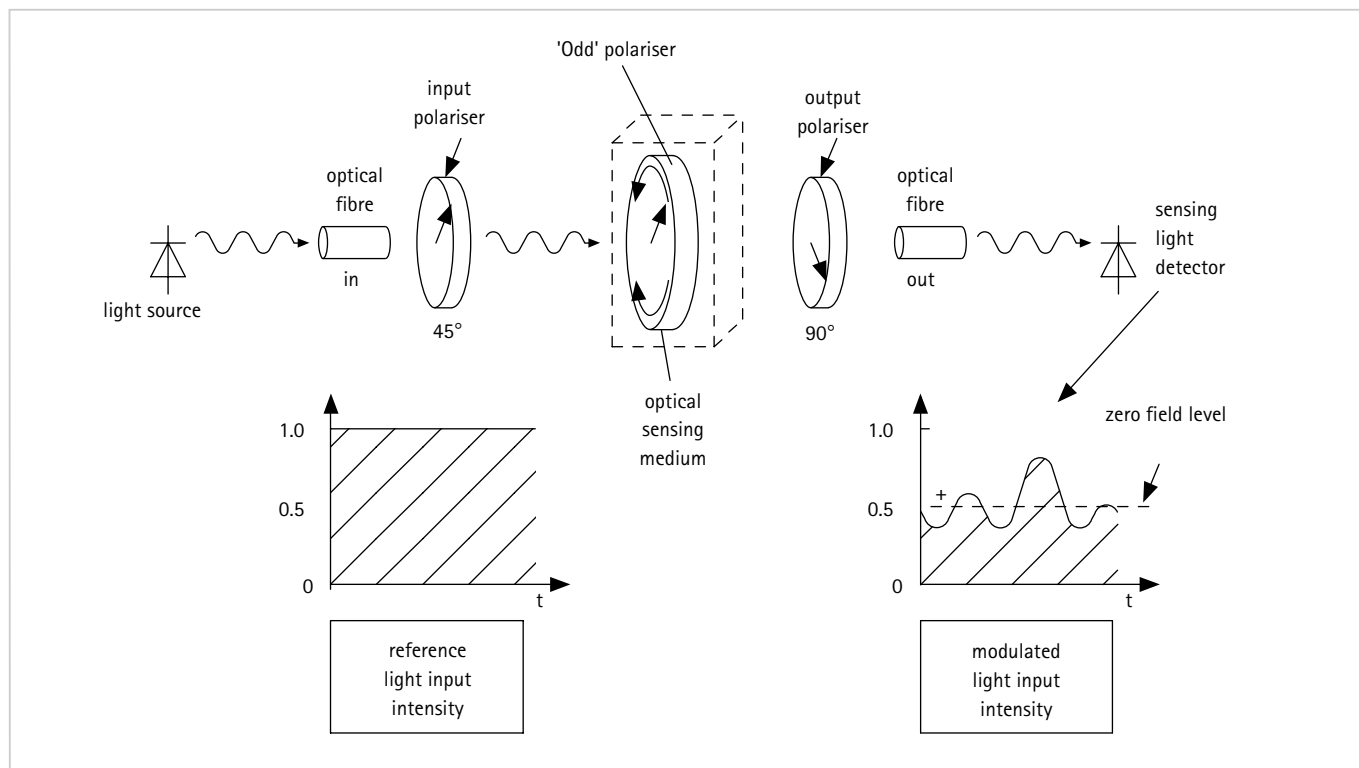 'Odd' polariser
input
polariser
output
polariser
optical
fibre
optical
fibre
sensing
light
detector
in
out
light source
45°
90°
optical
sensing
medium
zero field level
1.0
0.5
0
t
1.0
+
0.5
0
t
reference
light input
intensity
modulated
light input
intensity